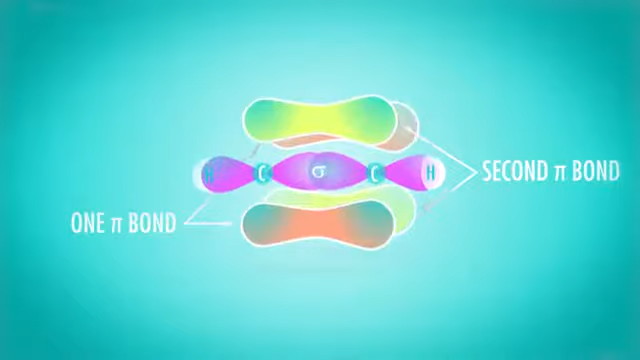 H C σ C H
SECOND π BOND
ONE π BOND